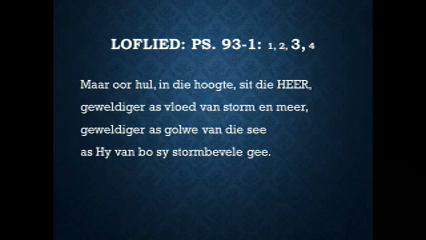 LOFLIED: PS. 93-1: 1, 2, 3, 4
Maar oor hul, in die hoogte, sit die HEER,
geweldiger as vloed van storm en meer,
geweldiger as golwe van die see
as Hy van bo sy stormbevele gee.